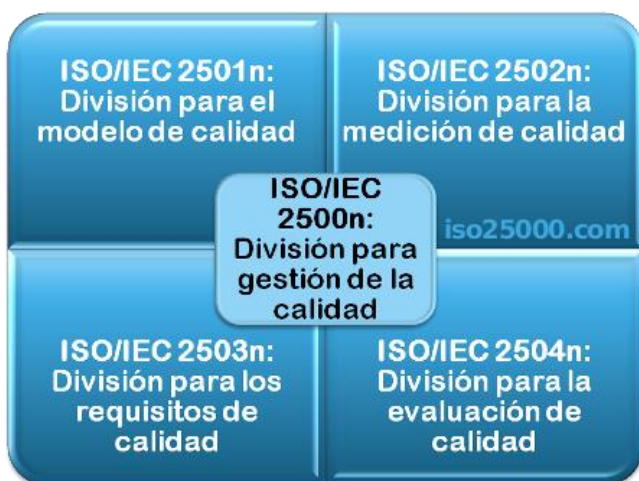 ISO/IEC 2501n:
División para el
modelo de calidad
ISO/IEC 2502n:
División para la
medición de calidad
ISO/IEC
2500n:
División para
gestión de la
calidad
iso25000.com
ISO/IEC 2503n:
División para los
requisitos de
calidad
ISO/IEC 2504n:
División para la
evaluación de
calidad